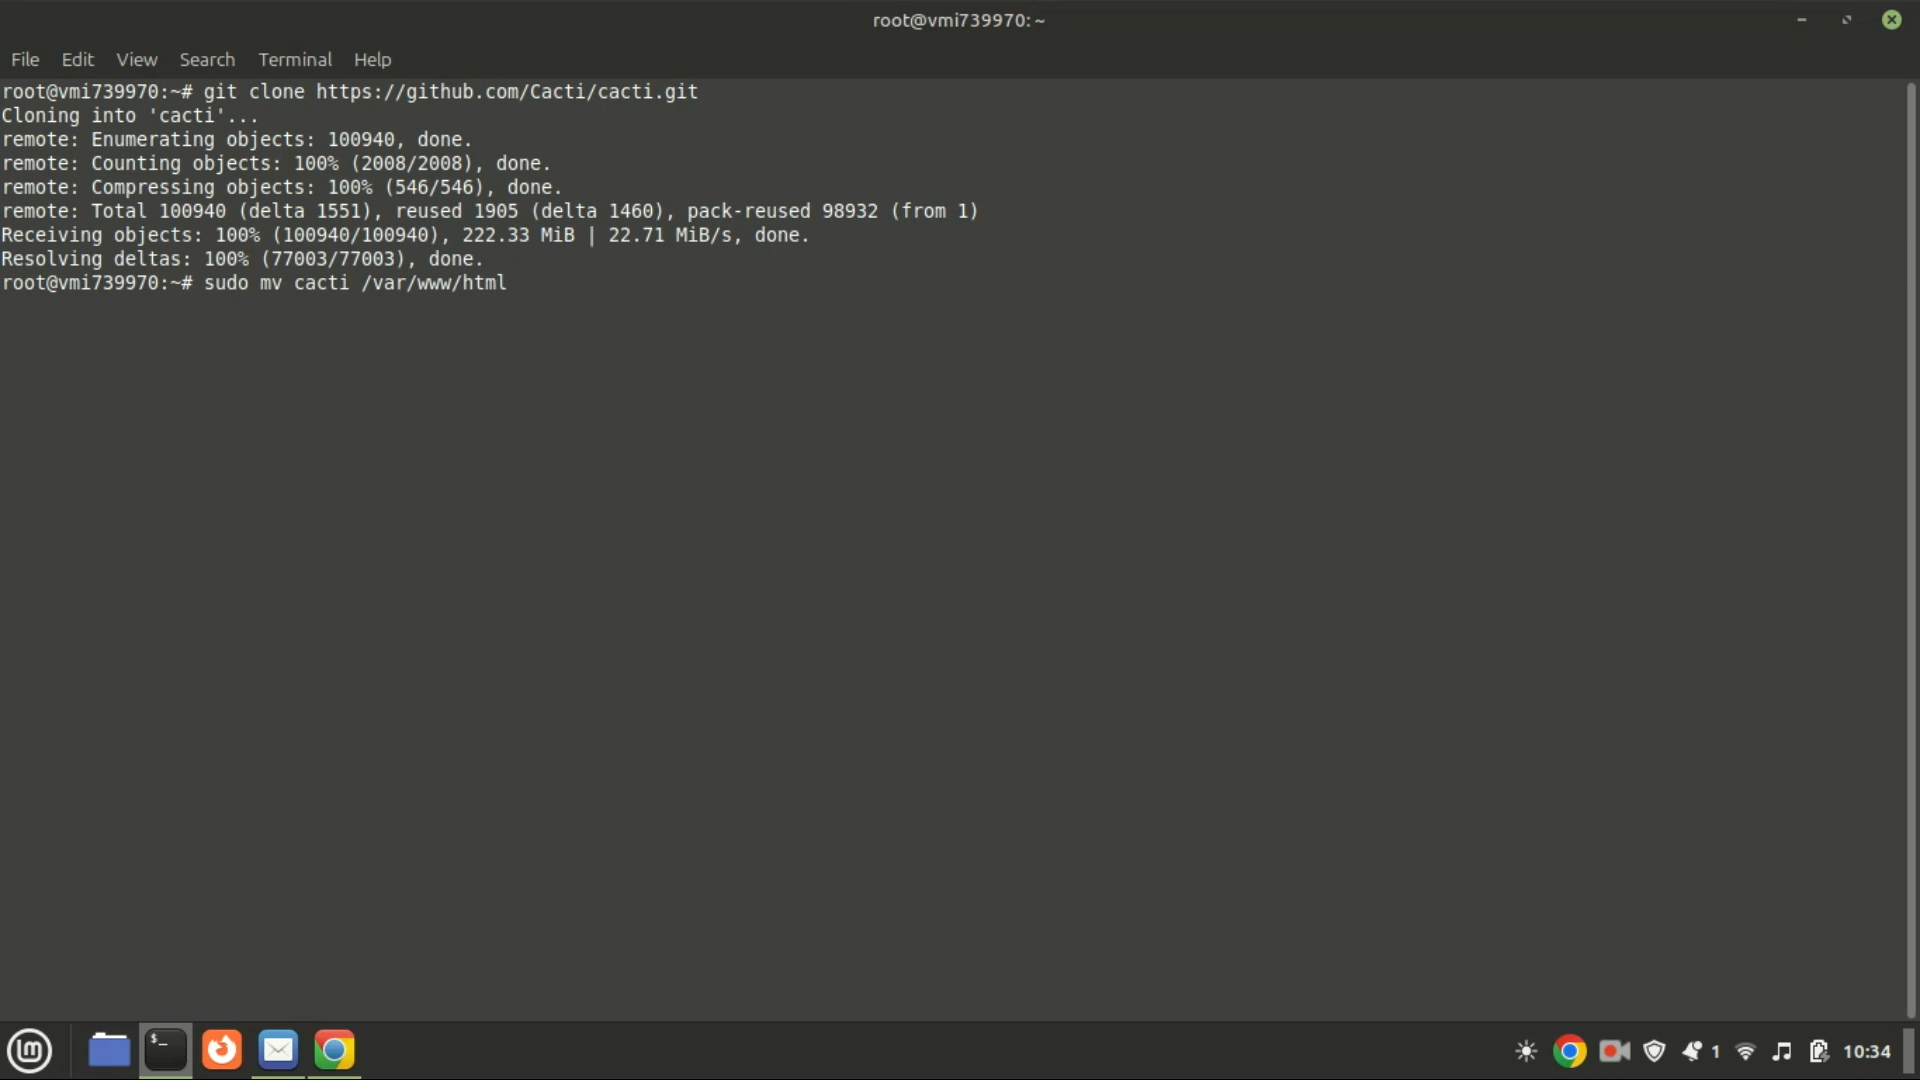 root@vmi739970: ~
File Edit View Search Terminal Help
root@vmi739970:~# git clone https://github.com/Cacti/cacti.git
Cloning into 'cacti'...
remote: Enumerating objects: 100940, done.
remote: Counting objects: 100% (2008/2008), done.
remote: Compressing objects: 100% (546/546), done.
remote: Total 100940 (delta 1551), reused 1905 (delta 1460), pack-reused 98932 (from 1)
Receiving objects: 100% (100940/100940), 222.33 MiB | 22.71 MiB/s, done.
Resolving deltas: 100% (77003/77003), done.
root@vmi739970:~# sudo mv cacti /var/www/html
$_
1 10:34